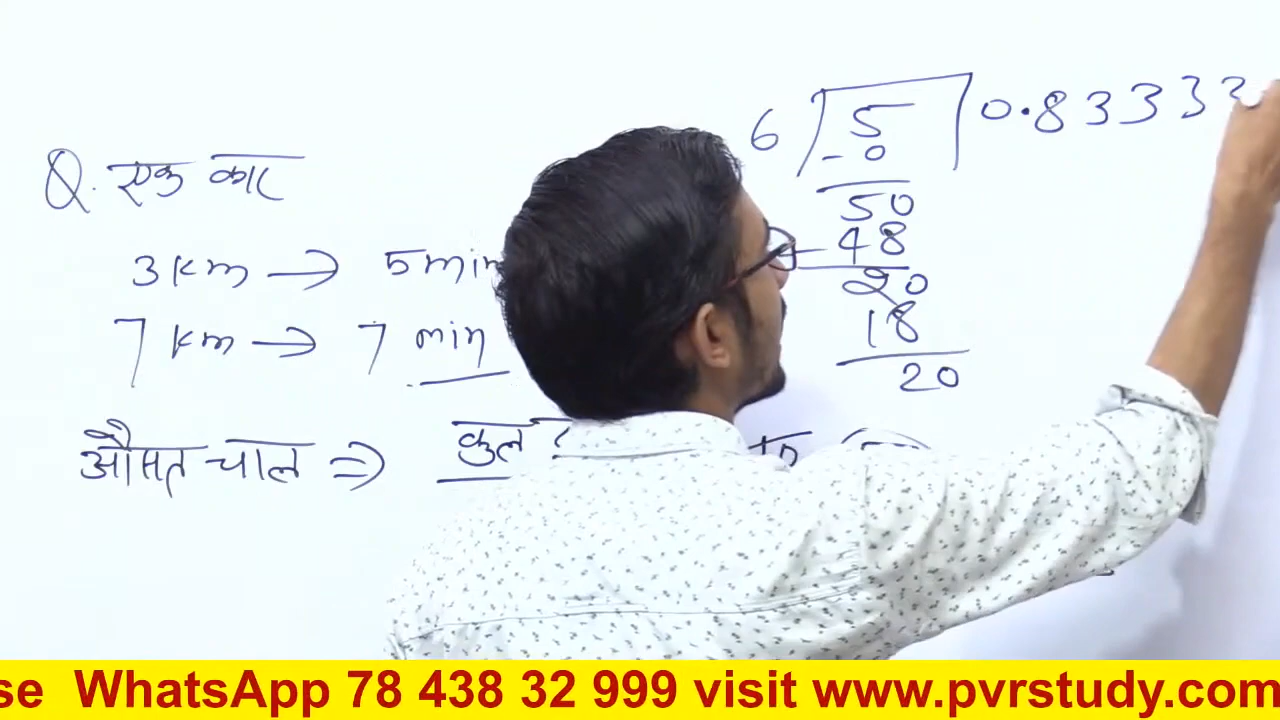 Q. एक कार
3 km → 5 min
7 km → 7 min
औसत चाल ⇒ कुल
6 5 0.83333
- 0
50
- 48
20
18
20
se WhatsApp 78 438 32 999 visit www.pvrstudy.com